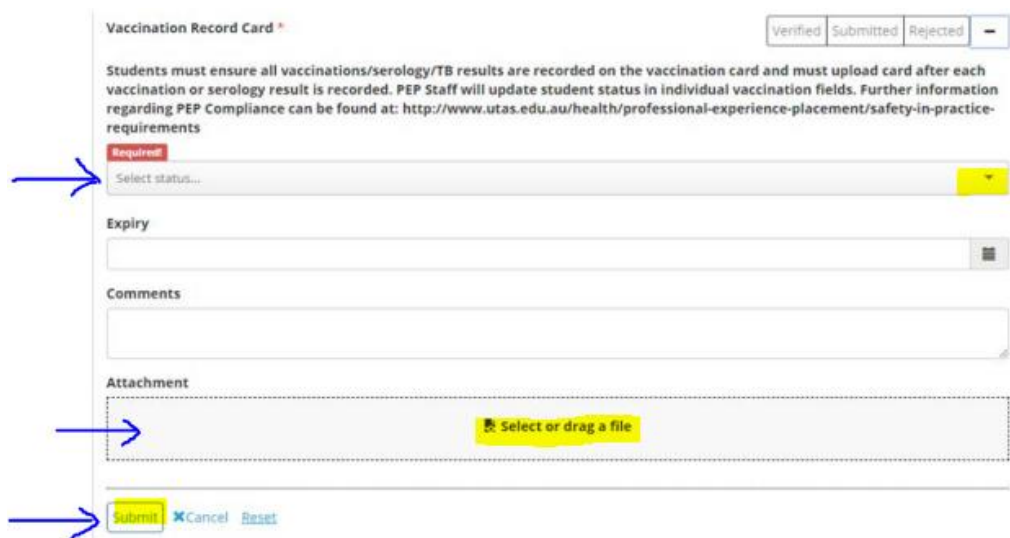 Vaccination Record Card *
Verified Submitted Rejected
Students must ensure all vaccinations/serology/TB results are recorded on the vaccination card and must upload card after each
vaccination or serology result is recorded. PEP Staff will update student status in individual vaccination fields. Further information
regarding PEP Compliance can be found at: http://www.utas.edu.au/health/professional-experience-placement/safety-in-practice-
requirements
Required!
Select status...
Expiry
Comments
Attachment
Select or drag a file
Submit Cancel Reset